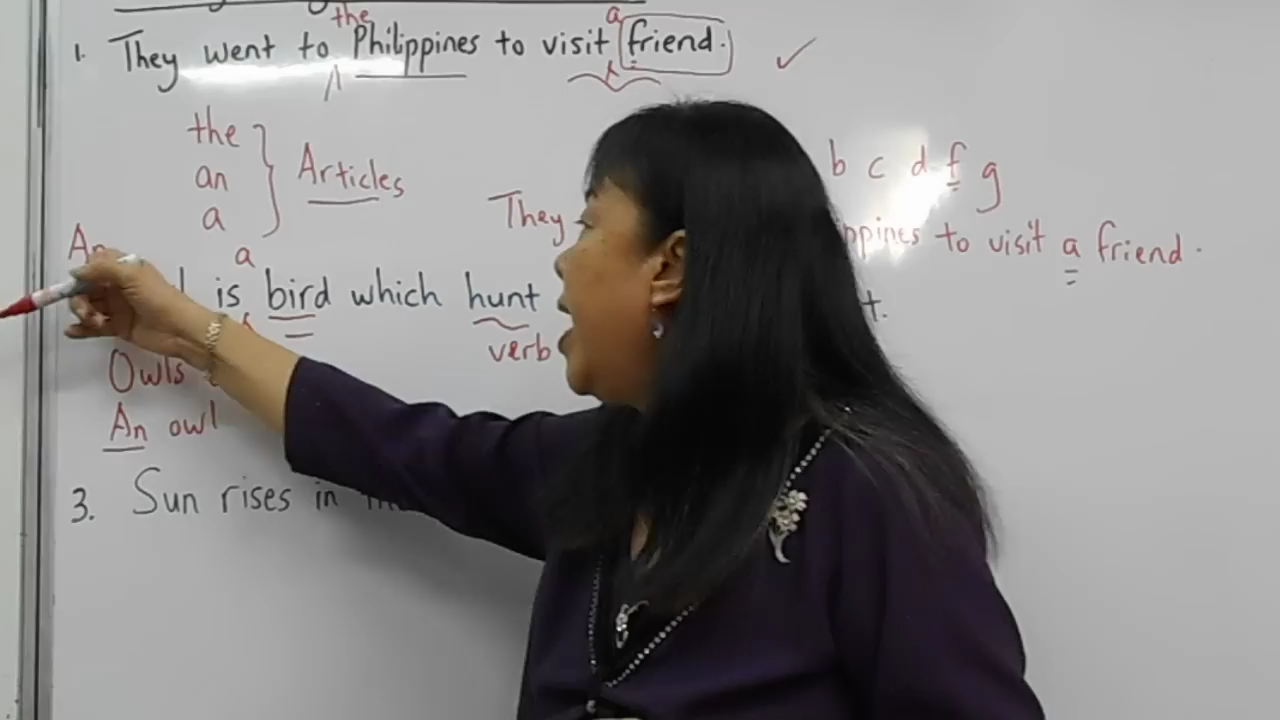 the a
1. They went to Philippines to visit friend.
the
an Articles
a
b c d f g
They ppines to visit a friend.
An a
is bird which hunt t.
verb
Owls
An owl
3. Sun rises in